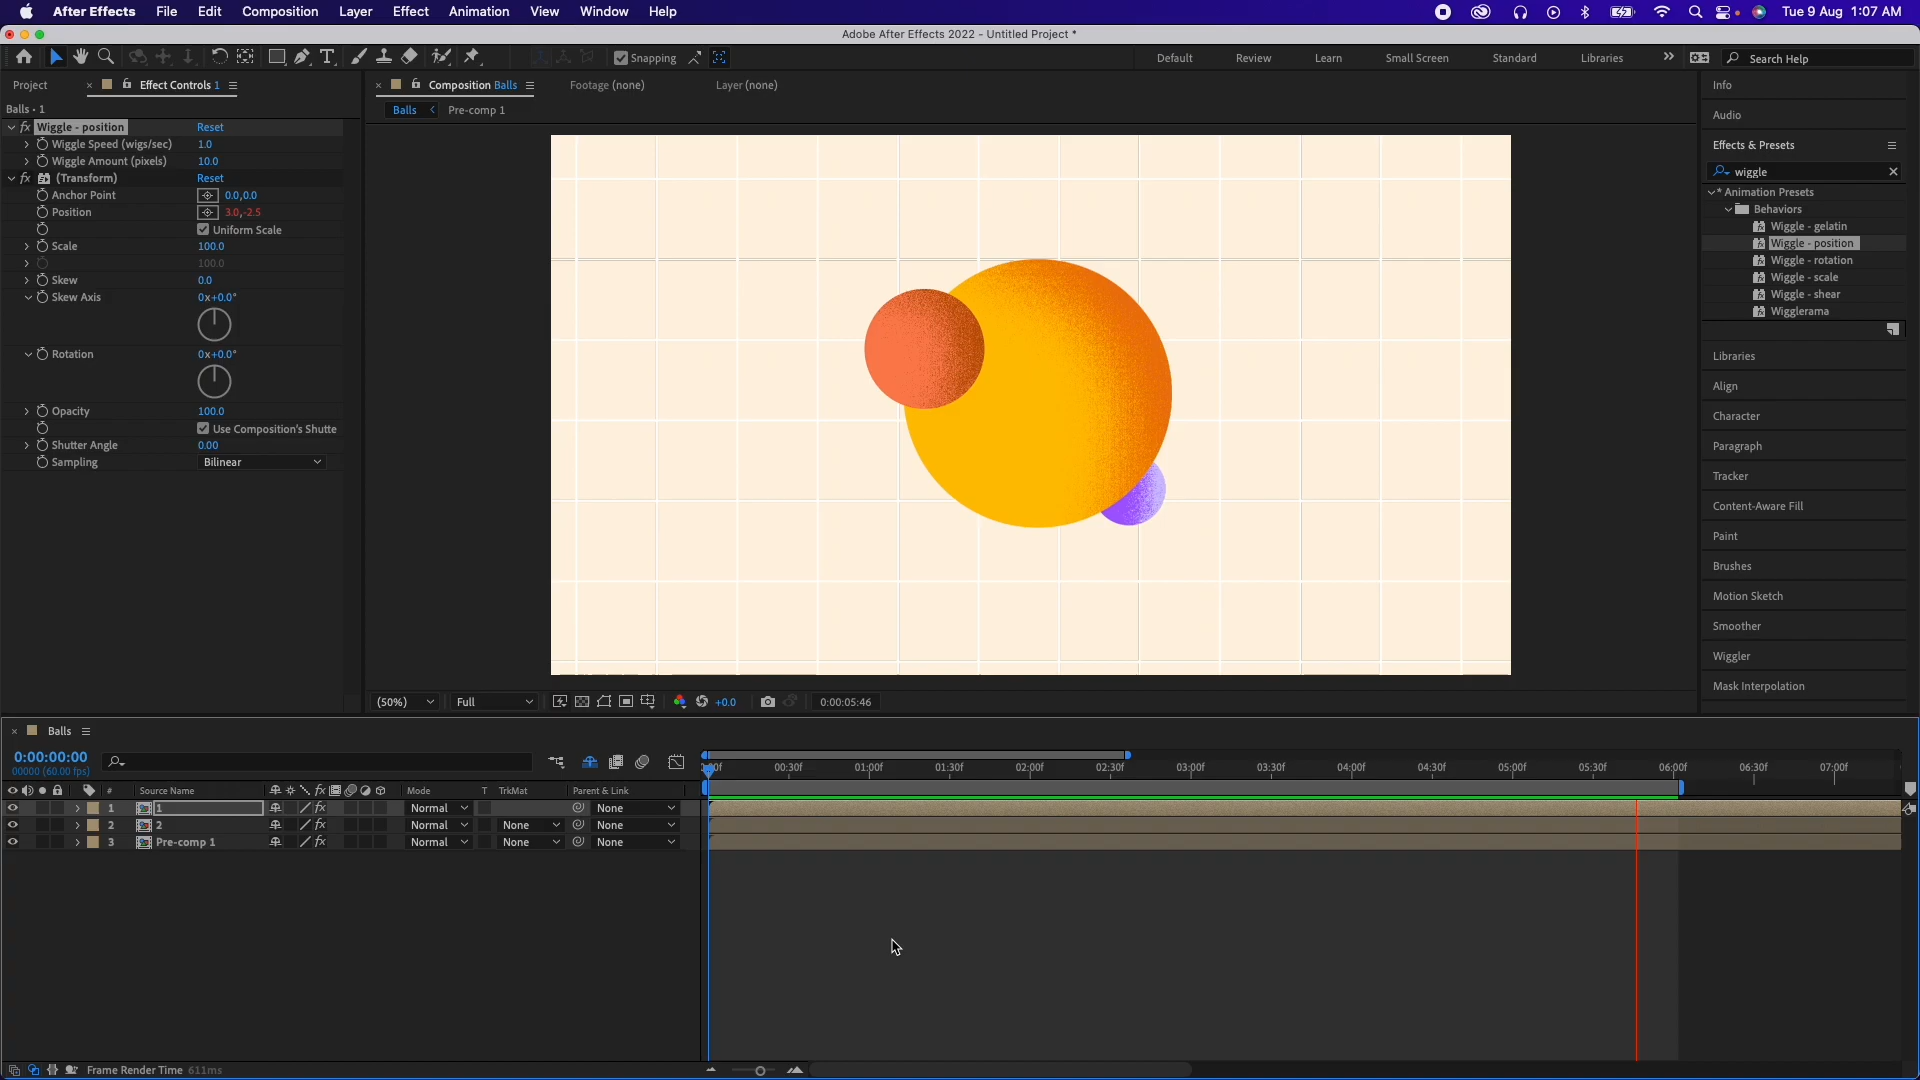 After Effects File Edit Composition Layer Effect Animation View Window Help Tue 9 Aug 1:07 AM
Adobe After Effects 2022 - Untitled Project *
Snapping Default Review Learn Small Screen Standard Libraries Search Help
Project Effect Controls 1
Balls • 1
Wiggle - position Reset
Wiggle Speed (wigs/sec) 1.0
Wiggle Amount (pixels) 10.0
(Transform) Reset
Anchor Point 0.0,0.0
Position 3.0,-2.5
Uniform Scale
Scale 100.0
100.0
Skew 0.0
Skew Axis 0x+0.0°
Rotation 0x+0.0°
Opacity 100.0
Use Composition's Shutte
Shutter Angle 0.00
Sampling Bilinear
Composition Balls Footage (none) Layer (none)
Balls Pre-comp 1
(50%) Full +0.0 0:00:05:46
Info
Audio
Effects & Presets
wiggle
* Animation Presets
Behaviors
Wiggle - gelatin
Wiggle - position
Wiggle - rotation
Wiggle - scale
Wiggle - shear
Wigglerama
Libraries
Align
Character
Paragraph
Tracker
Content-Aware Fill
Paint
Brushes
Motion Sketch
Smoother
Wiggler
Mask Interpolation
Balls
0:00:00:00
00000 (60.00 fps)
00:30f 01:00f 01:30f 02:00f 02:30f 03:00f 03:30f 04:00f 04:30f 05:00f 05:30f 06:00f 06:30f 07:00f
# Source Name Mode T TrkMat Parent & Link
1 1 Normal None
2 2 Normal None None
3 Pre-comp 1 Normal None None
Frame Render Time 611ms